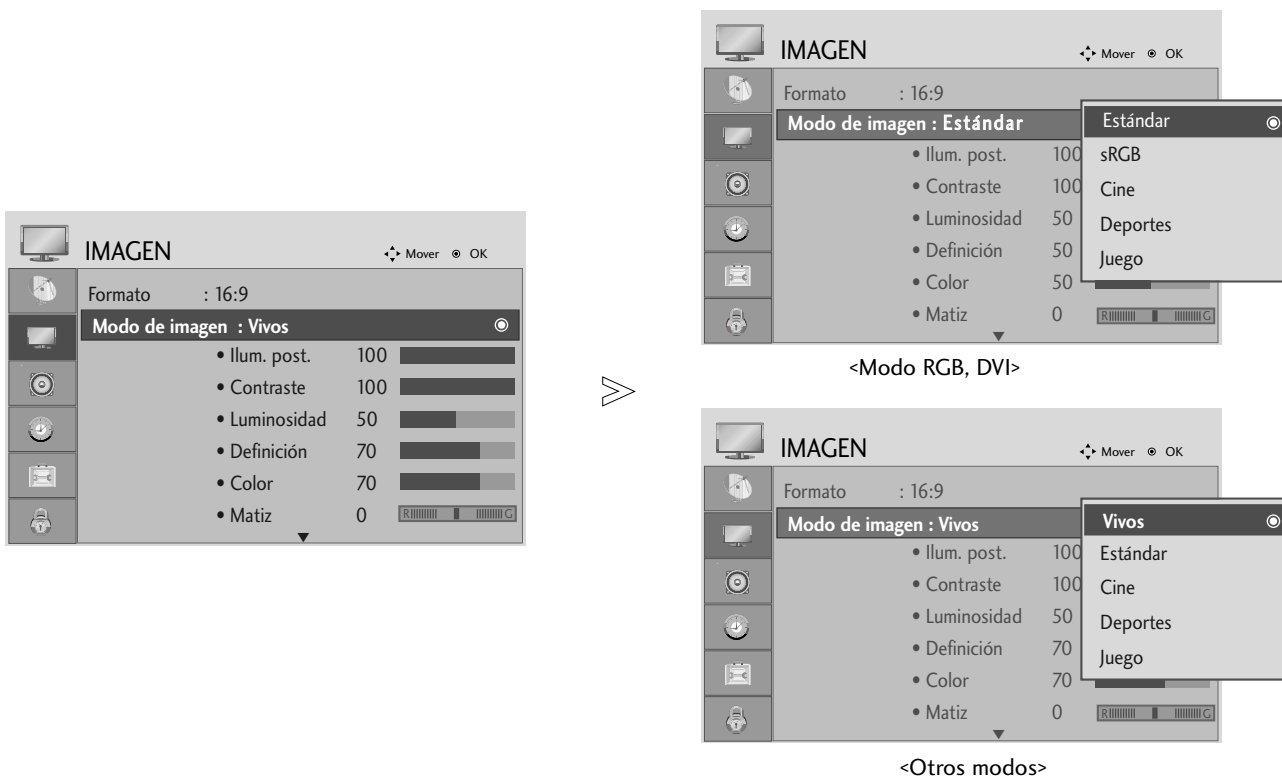 IMAGEN Mover OK
Formato : 16:9
Modo de imagen : Vivos
• Ilum. post. 100
• Contraste 100
• Luminosidad 50
• Definición 70
• Color 70
• Matiz 0 R G
IMAGEN Mover OK
Formato : 16:9
Modo de imagen : Estándar
• Ilum. post. 100
• Contraste 100
• Luminosidad 50
• Definición 50
• Color 50
• Matiz 0 R G
Estándar
sRGB
Cine
Deportes
Juego
<Modo RGB, DVI>
IMAGEN Mover OK
Formato : 16:9
Modo de imagen : Vivos
• Ilum. post. 100
• Contraste 100
• Luminosidad 50
• Definición 70
• Color 70
• Matiz 0 R G
Vivos
Estándar
Cine
Deportes
Juego
<Otros modos>